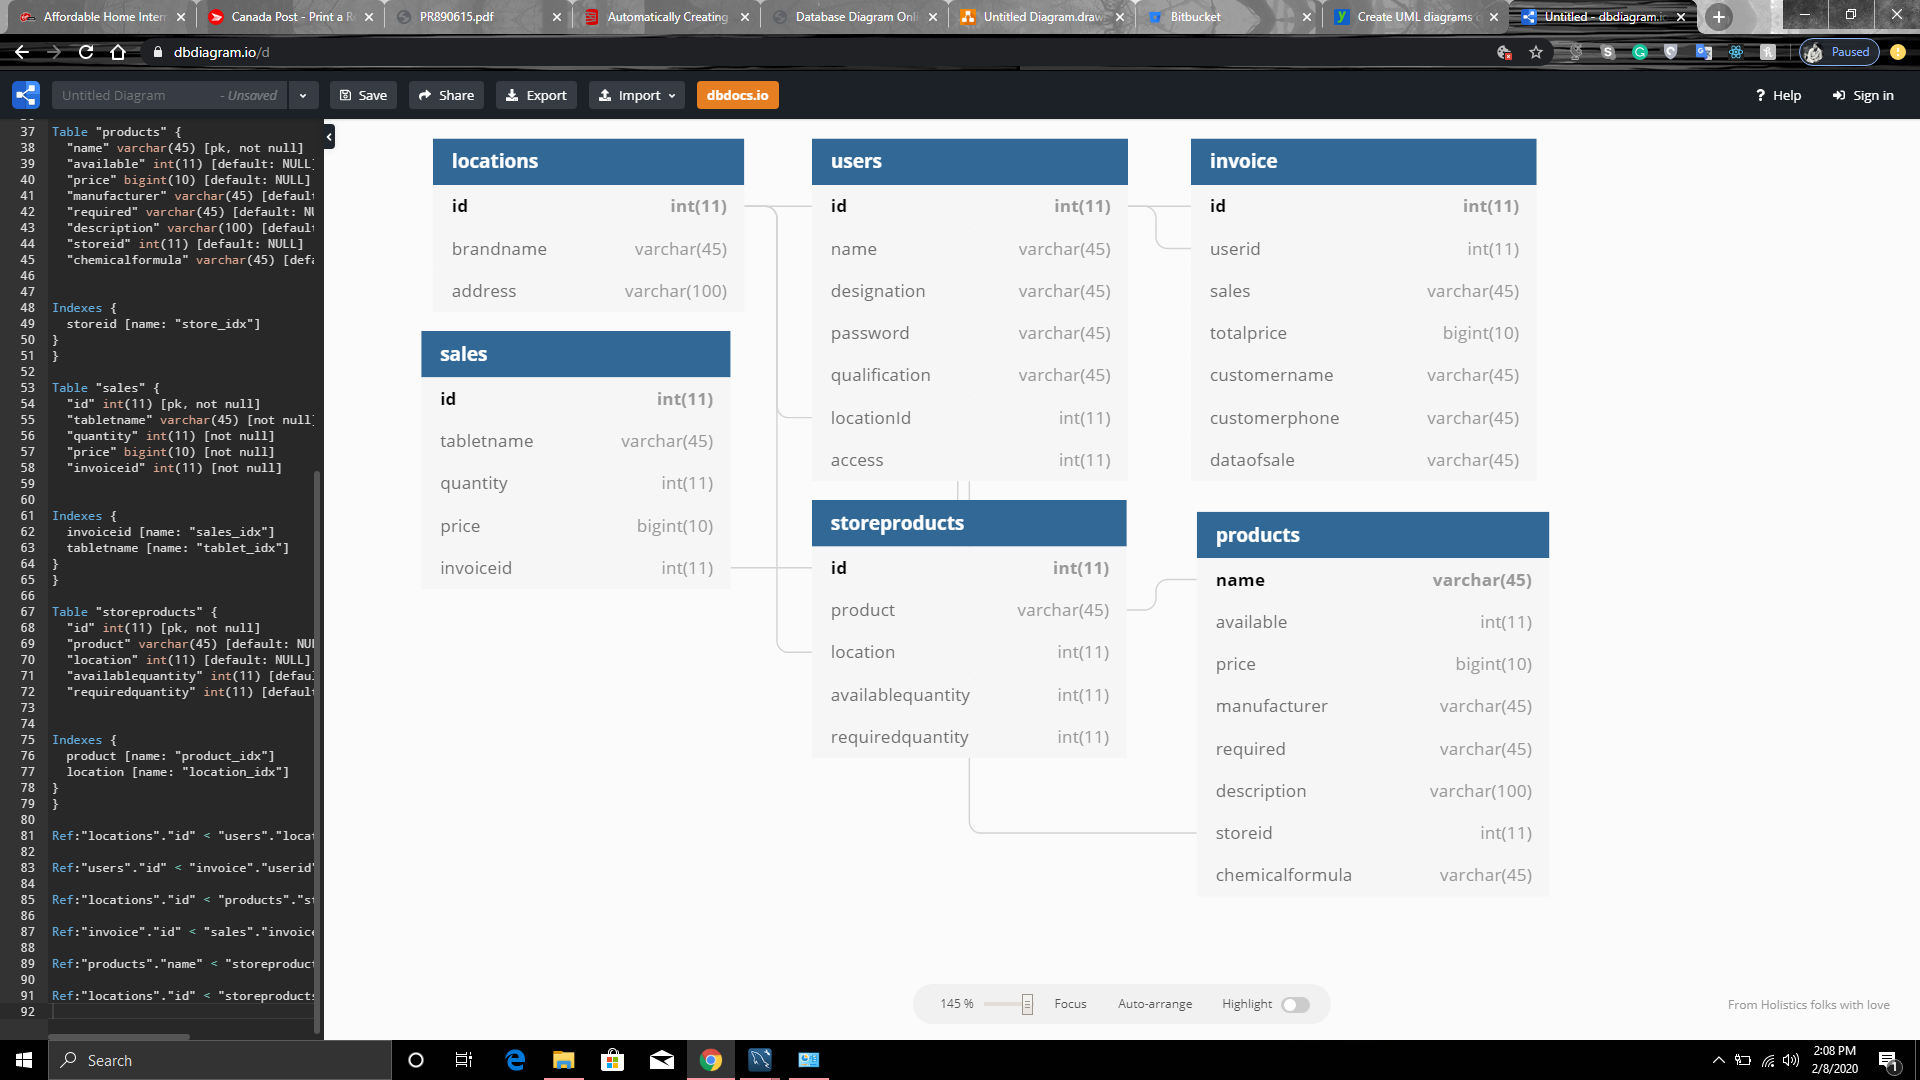 Affordable Home Intern
Canada Post - Print a R
PR890615.pdf
Automatically Creating
Database Diagram Onli
Untitled Diagram.draw
Bitbucket
Create UML diagrams o
Untitled - dbdiagram.io
dbdiagram.io/d
Paused
Untitled Diagram - Unsaved
Save
Share
Export
Import
dbdocs.io
Help
Sign in
37 Table "products" {
38 "name" varchar(45) [pk, not null]
39 "available" int(11) [default: NULL]
40 "price" bigint(10) [default: NULL]
41 "manufacturer" varchar(45) [default
42 "required" varchar(45) [default: NU
43 "description" varchar(100) [default
44 "storeid" int(11) [default: NULL]
45 "chemicalformula" varchar(45) [defa
46
47
48 Indexes {
49 storeid [name: "store_idx"]
50 }
51 }
52
53 Table "sales" {
54 "id" int(11) [pk, not null]
55 "tabletname" varchar(45) [not null]
56 "quantity" int(11) [not null]
57 "price" bigint(10) [not null]
58 "invoiceid" int(11) [not null]
59
60
61 Indexes {
62 invoiceid [name: "sales_idx"]
63 tabletname [name: "tablet_idx"]
64 }
65 }
66
67 Table "storeproducts" {
68 "id" int(11) [pk, not null]
69 "product" varchar(45) [default: NUL
70 "location" int(11) [default: NULL]
71 "availablequantity" int(11) [defaul
72 "requiredquantity" int(11) [default
73
74
75 Indexes {
76 product [name: "product_idx"]
77 location [name: "location_idx"]
78 }
79 }
80
81 Ref:"locations"."id" < "users"."locat
82
83 Ref:"users"."id" < "invoice"."userid"
84
85 Ref:"locations"."id" < "products"."st
86
87 Ref:"invoice"."id" < "sales"."invoice
88
89 Ref:"products"."name" < "storeproduct
90
91 Ref:"locations"."id" < "storeproducts
92
locations
id int(11)
brandname varchar(45)
address varchar(100)
sales
id int(11)
tabletname varchar(45)
quantity int(11)
price bigint(10)
invoiceid int(11)
users
id int(11)
name varchar(45)
designation varchar(45)
password varchar(45)
qualification varchar(45)
locationId int(11)
access int(11)
storeproducts
id int(11)
product varchar(45)
location int(11)
availablequantity int(11)
requiredquantity int(11)
invoice
id int(11)
userid int(11)
sales varchar(45)
totalprice bigint(10)
customername varchar(45)
customerphone varchar(45)
dataofsale varchar(45)
products
name varchar(45)
available int(11)
price bigint(10)
manufacturer varchar(45)
required varchar(45)
description varchar(100)
storeid int(11)
chemicalformula varchar(45)
145 %
Focus
Auto-arrange
Highlight
From Holistics folks with love
Search
2:08 PM
2/8/2020
1